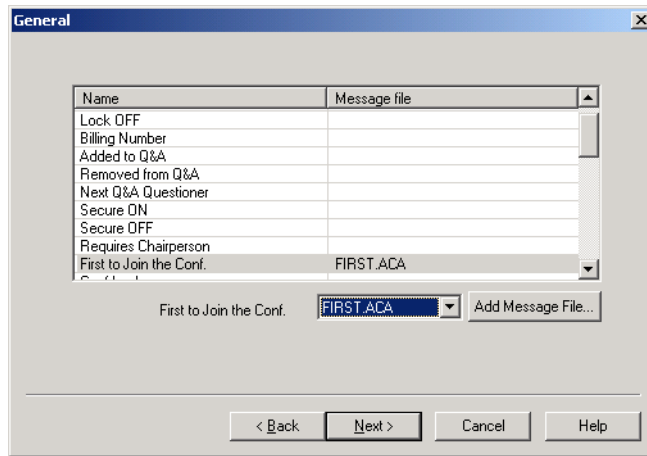 General
Name Message file
Lock OFF
Billing Number
Added to Q&A
Removed from Q&A
Next Q&A Questioner
Secure ON
Secure OFF
Requires Chairperson
First to Join the Conf. FIRST.ACA
First to Join the Conf. FIRST.ACA Add Message File...
< Back Next > Cancel Help